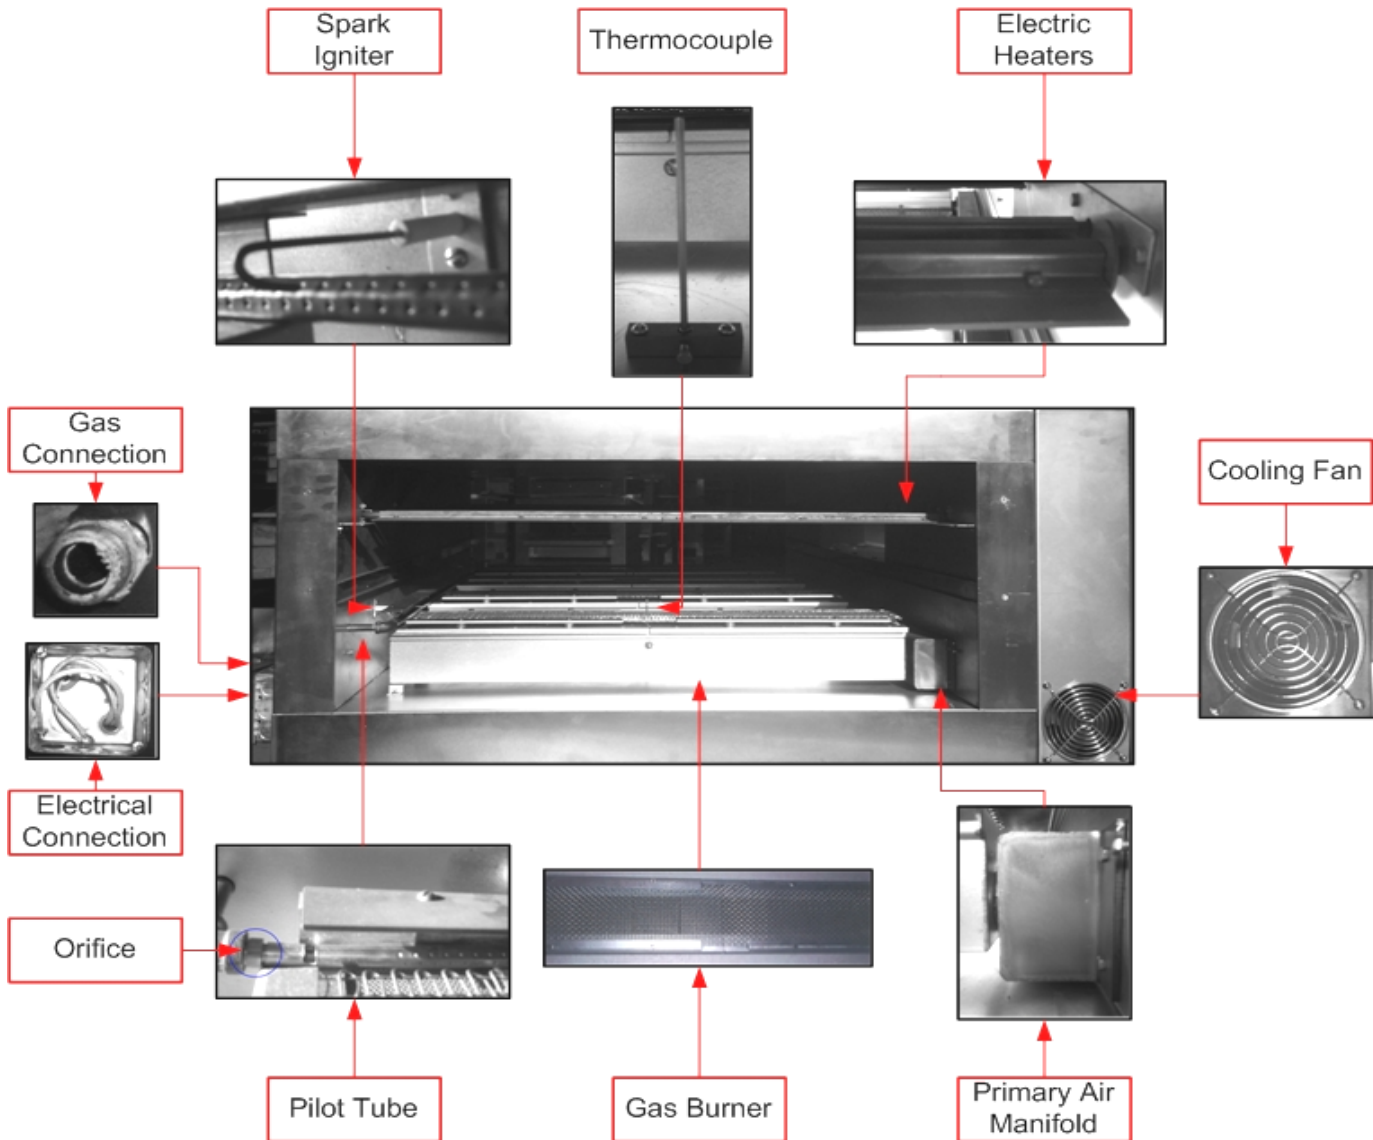 Spark
Igniter
Thermocouple
Electric
Heaters
Gas
Connection
Cooling Fan
Electrical
Connection
Orifice
Pilot Tube
Gas Burner
Primary Air
Manifold